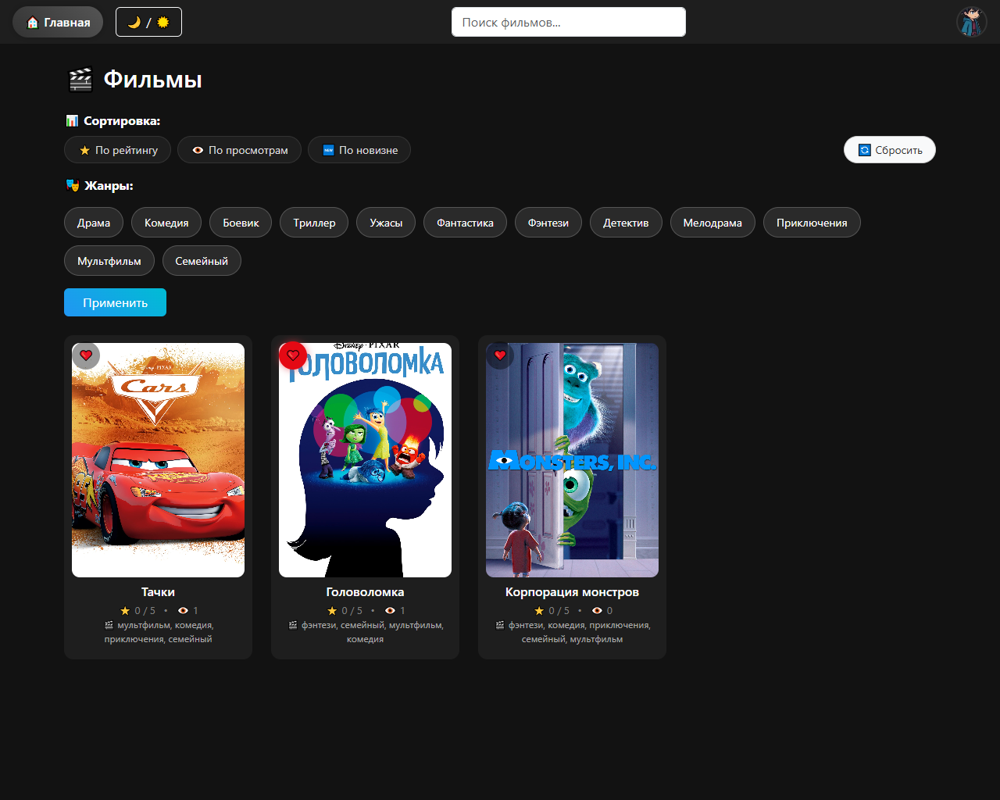 🏠 Главная
🌙 / ☀️
Поиск фильмов...
🎬 Фильмы
📊 Сортировка:
⭐ По рейтингу
👁️ По просмотрам
🆕 По новизне
🔄 Сбросить
🎭 Жанры:
Драма
Комедия
Боевик
Триллер
Ужасы
Фантастика
Фэнтези
Детектив
Мелодрама
Приключения
Мультфильм
Семейный
Применить
Disney · PIXAR
Cars
Disney · PIXAR
ГОЛОВОЛОМКА
MONSTERS, INC.
Тачки
⭐ 0 / 5 • 👁️ 1
🎬 мультфильм, комедия,
приключения, семейный
Головоломка
⭐ 0 / 5 • 👁️ 1
🎬 фэнтези, семейный, мультфильм,
комедия
Корпорация монстров
⭐ 0 / 5 • 👁️ 0
🎬 фэнтези, комедия, приключения,
семейный, мультфильм